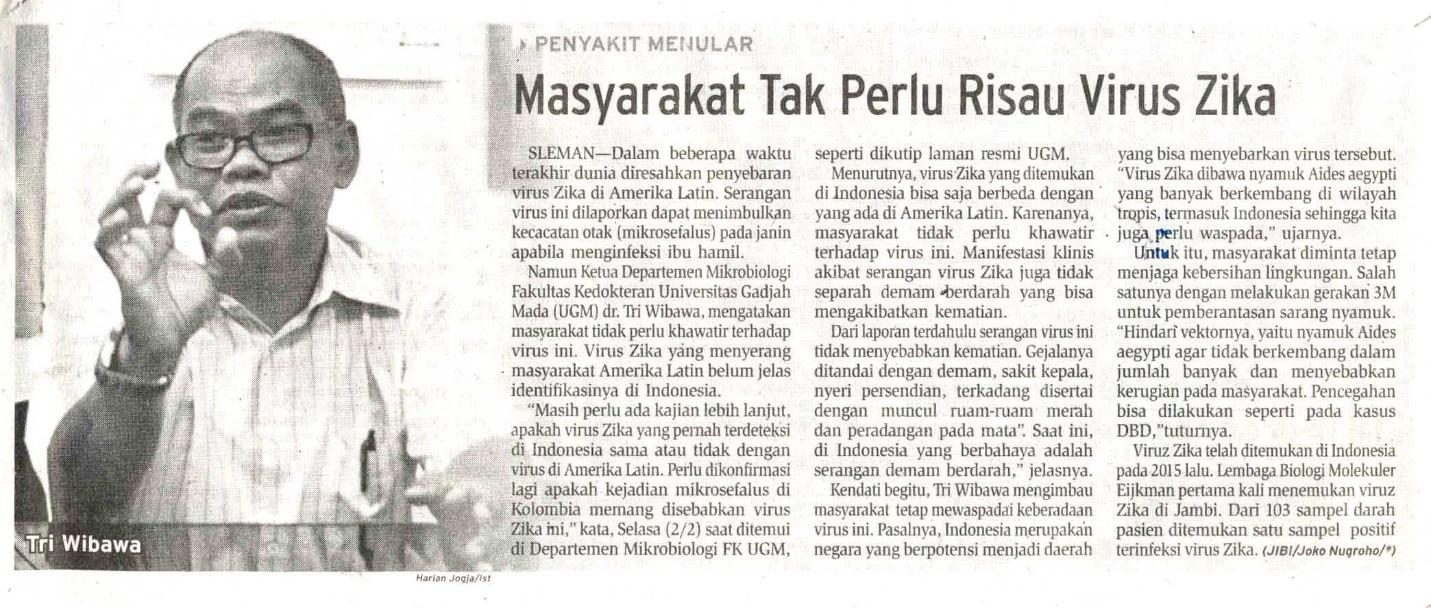 PENYAKIT MENULAR
Masyarakat Tak Perlu Risau Virus Zika
SLEMAN—Dalam beberapa waktu
terakhir dunia diresahkan penyebaran
virus Zika di Amerika Latin. Serangan
virus ini dilaporkan dapat menimbulkan
kecacatan otak (mikrosefalus) pada janin
apabila menginfeksi ibu hamil.
Namun Ketua Departemen Mikrobiologi
Fakultas Kedokteran Universitas Gadjah
Mada (UGM) dr. Tri Wibawa, mengatakan
masyarakat tidak perlu khawatir terhadap
virus ini. Virus Zika yang menyerang
masyarakat Amerika Latin belum jelas
identifikasinya di Indonesia.
“Masih perlu ada kajian lebih lanjut,
apakah virus Zika yang pernah terdeteksi
di Indonesia sama atau tidak dengan
virus di Amerika Latin. Perlu dikonfirmasi
lagi apakah kejadian mikrosefalus di
Kolombia memang disebabkan virus
Zika ini,” kata, Selasa (2/2) saat ditemui
di Departemen Mikrobiologi FK UGM,
seperti dikutip laman resmi UGM.
Menurutnya, virus Zika yang ditemukan
di Indonesia bisa saja berbeda dengan
yang ada di Amerika Latin. Karenanya,
masyarakat tidak perlu khawatir
terhadap virus ini. Manifestasi klinis
akibat serangan virus Zika juga tidak
separah demam berdarah yang bisa
mengakibatkan kematian.
Dari laporan terdahulu serangan virus ini
tidak menyebabkan kematian. Gejalanya
ditandai dengan demam, sakit kepala,
nyeri persendian, terkadang disertai
dengan muncul ruam-ruam merah
dan peradangan pada mata”. Saat ini,
di Indonesia yang berbahaya adalah
serangan demam berdarah,” jelasnya.
Kendati begitu, Tri Wibawa mengimbau
masyarakat tetap mewaspadai keberadaan
virus ini. Pasalnya, Indonesia merupakan
negara yang berpotensi menjadi daerah
yang bisa menyebarkan virus tersebut.
“Virus Zika dibawa nyamuk Aides aegypti
yang banyak berkembang di wilayah
tropis, termasuk Indonesia sehingga kita
juga perlu waspada,” ujarnya.
Untuk itu, masyarakat diminta tetap
menjaga kebersihan lingkungan. Salah
satunya dengan melakukan gerakan 3M
untuk pemberantasan sarang nyamuk.
“Hindari vektornya, yaitu nyamuk Aides
aegypti agar tidak berkembang dalam
jumlah banyak dan menyebabkan
kerugian pada masyarakat. Pencegahan
bisa dilakukan seperti pada kasus
DBD,”tuturnya.
Viruz Zika telah ditemukan di Indonesia
pada 2015 lalu. Lembaga Biologi Molekuler
Eijkman pertama kali menemukan viruz
Zika di Jambi. Dari 103 sampel darah
pasien ditemukan satu sampel positif
terinfeksi virus Zika. (JIBI/Joko Nugroho/*)
Tri Wibawa
Harian Jogja/Ist